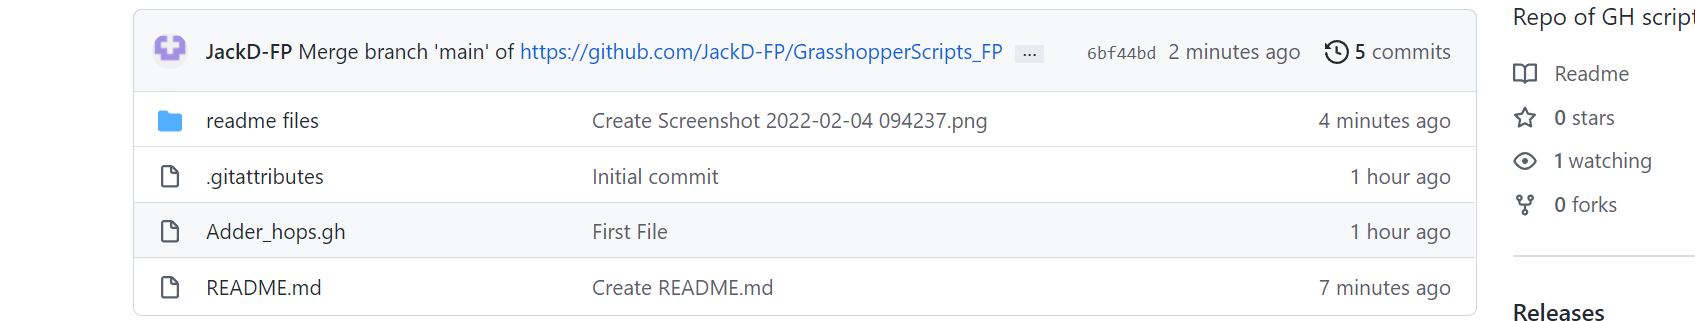 JackD-FP Merge branch 'main' of https://github.com/JackD-FP/GrasshopperScripts_FP ... 6bf44bd 2 minutes ago 5 commits
readme files Create Screenshot 2022-02-04 094237.png 4 minutes ago
.gitattributes Initial commit 1 hour ago
Adder_hops.gh First File 1 hour ago
README.md Create README.md 7 minutes ago
Repo of GH script
Readme
0 stars
1 watching
0 forks
Releases